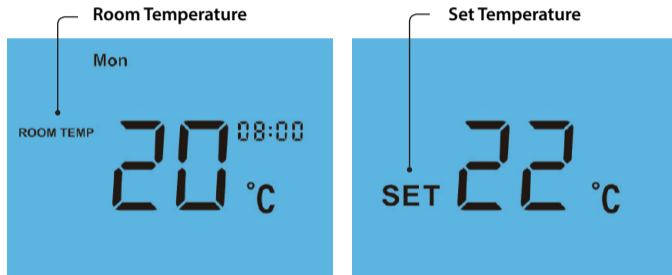 Room Temperature
Mon
ROOM TEMP 20 08:00
°C
Set Temperature
SET 22 °C